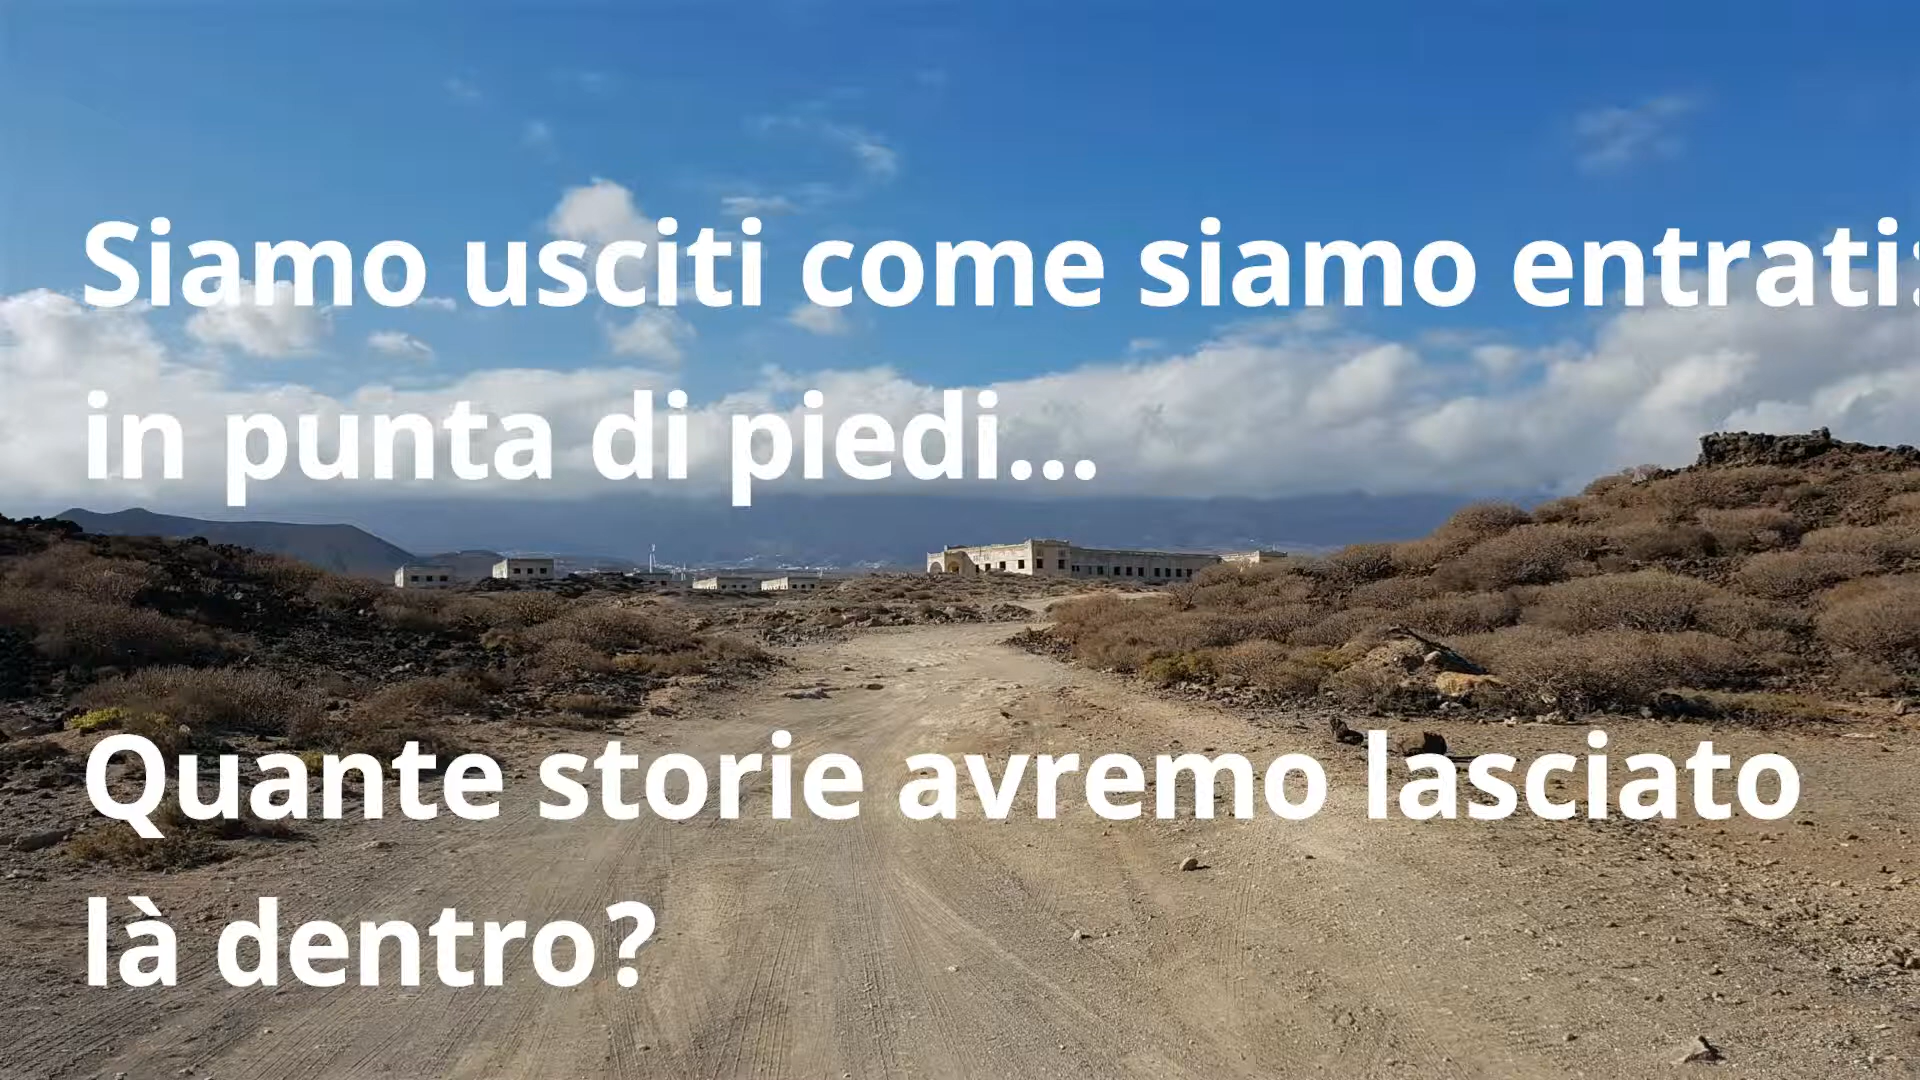 Siamo usciti come siamo entrati:
in punta di piedi...
Quante storie avremo lasciato
là dentro?